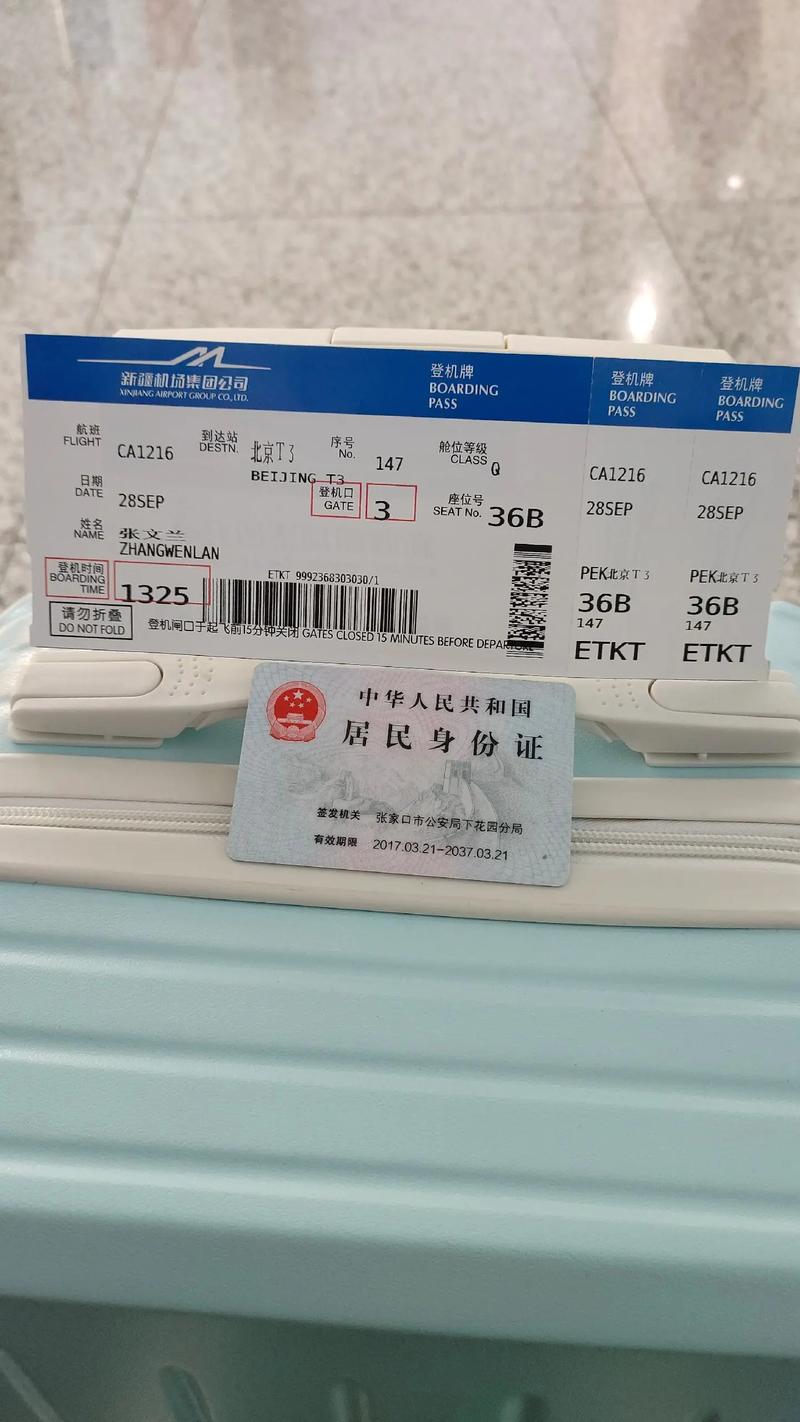 新疆机场集团公司
XINJIANG AIRPORT GROUP CO.,LTD.
登机牌
BOARDING
PASS
航班
FLIGHT
CA1216
到达站
DESTN.
北京T3
BEIJING T3
序号
No.
147
舱位等级
CLASS
Q
日期
DATE
28SEP
登机口
GATE
3
座位号
SEAT No.
36B
姓名
NAME
张文兰
ZHANGWENLAN
登机时间
BOARDING
TIME
1325
ETKT 9992368303030/1
请勿折叠
DO NOT FOLD
登机闸口于起飞前15分钟关闭 GATES CLOSED 15 MINUTES BEFORE DEPARTURE
登机牌
BOARDING
PASS
CA1216
28SEP
PEK北京T3
36B
147
ETKT
登机牌
BOARDING
PASS
CA1216
28SEP
PEK北京T3
36B
147
ETKT
中华人民共和国
居民身份证
签发机关 张家口市公安局下花园分局
有效期限 2017.03.21-2037.03.21